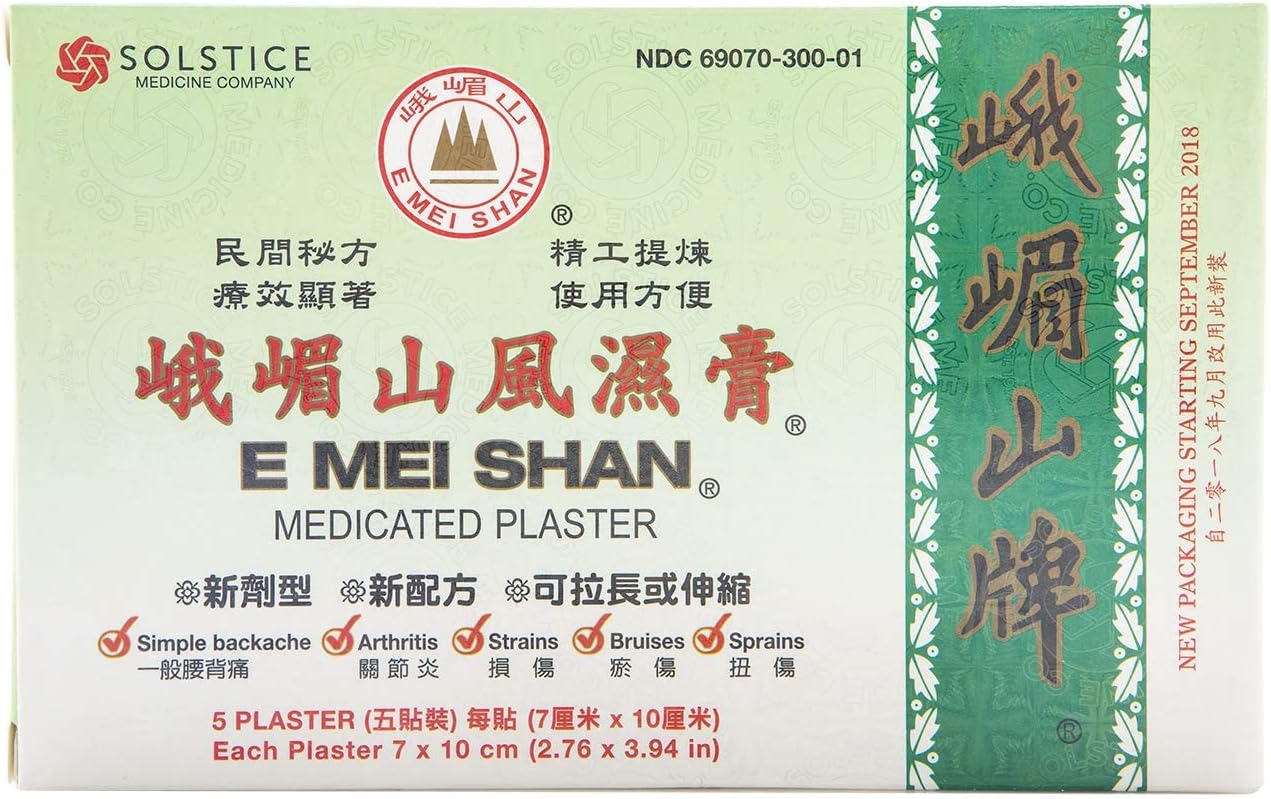 SOLSTICE
MEDICINE COMPANY
NDC 69070-300-01
峨嵋山
E MEI SHAN
®
民間秘方
療效顯著
精工提煉
使用方便
峨嵋山風濕膏®
E MEI SHAN®
MEDICATED PLASTER
新劑型 新配方 可拉長或伸縮
Simple backache Arthritis Strains Bruises Sprains
一般腰背痛 關節炎 損傷 瘀傷 扭傷
5 PLASTER (五貼裝) 每貼 (7厘米 x 10厘米)
Each Plaster 7 x 10 cm (2.76 x 3.94 in)
峨嵋山牌
®
NEW PACKAGING STARTING SEPTEMBER 2018
自二零一八年九月改用此新裝